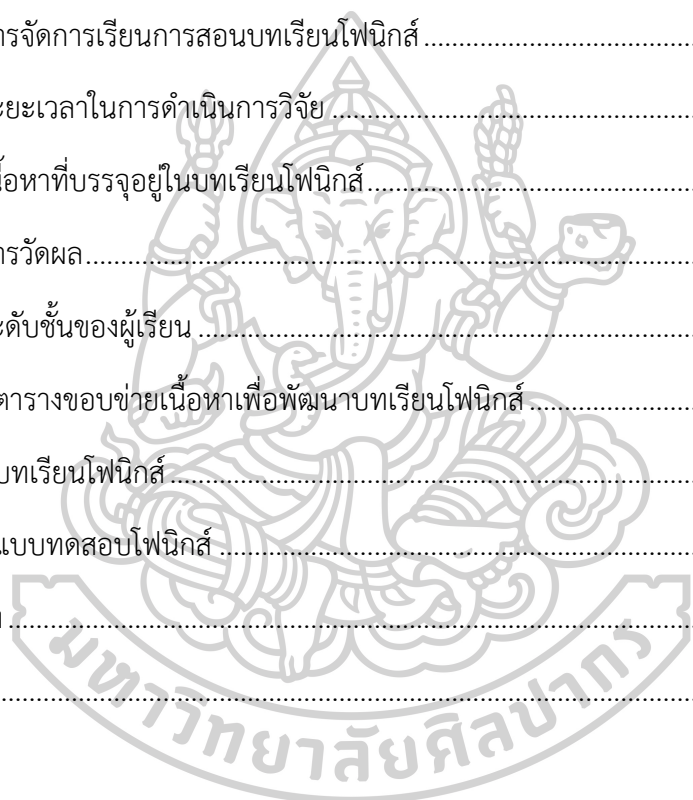 ารจัดการเรียนการสอนบทเรียนโฟนิกส์........................................
ะยะเวลาในการดำเนินการวิจัย........................................
นื้อหาที่บรรจุอยู่ในบทเรียนโฟนิกส์........................................
ารวัดผล........................................
ะดับชั้นของผู้เรียน........................................
ตารางขอบข่ายเนื้อหาเพื่อพัฒนาบทเรียนโฟนิกส์........................................
บทเรียนโฟนิกส์........................................
แบบทดสอบโฟนิกส์........................................
มหาวิทยาลัยศิลปากร